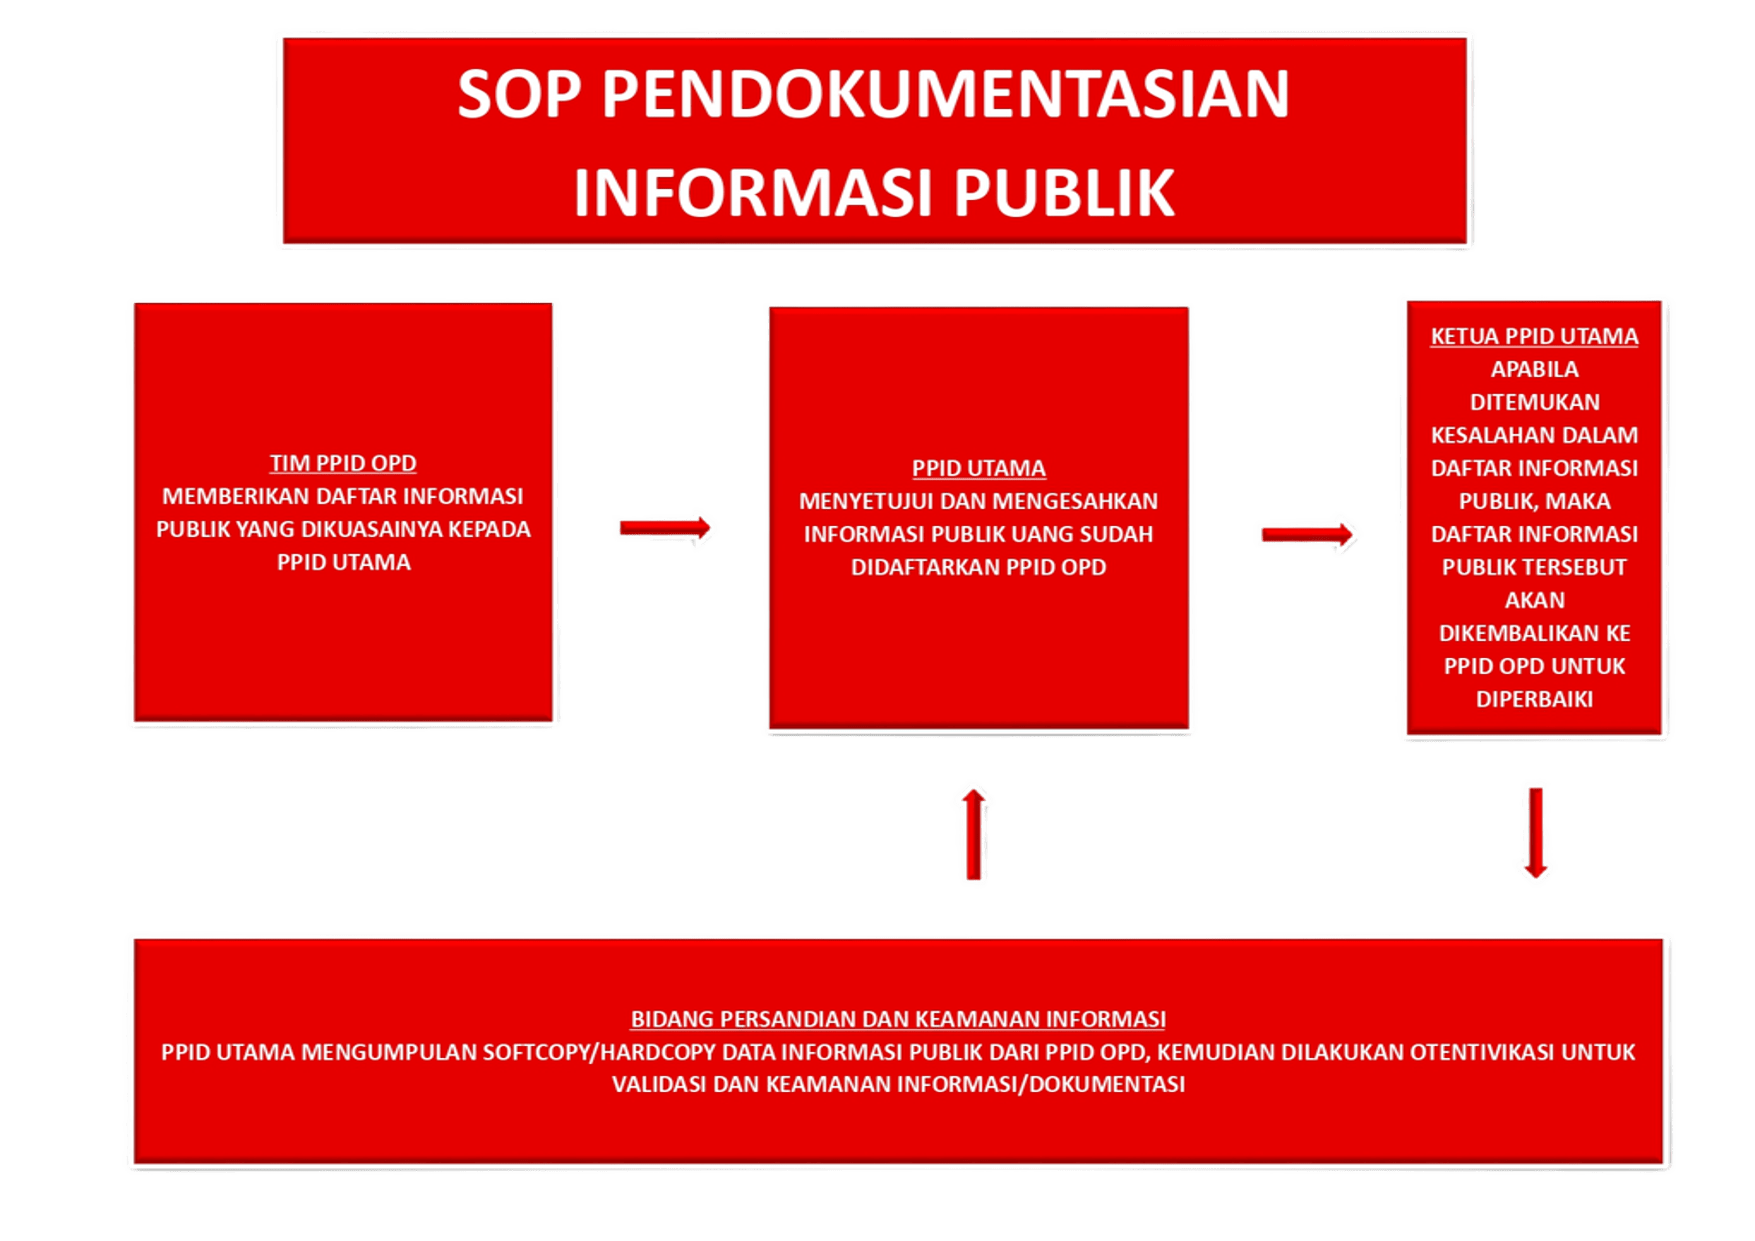 SOP PENDOKUMENTASIAN
INFORMASI PUBLIK
TIM PPID OPD
MEMBERIKAN DAFTAR INFORMASI
PUBLIK YANG DIKUASAINYA KEPADA
PPID UTAMA
PPID UTAMA
MENYETUJUI DAN MENGESAHKAN
INFORMASI PUBLIK UANG SUDAH
DIDAFTARKAN PPID OPD
KETUA PPID UTAMA
APABILA
DITEMUKAN
KESALAHAN DALAM
DAFTAR INFORMASI
PUBLIK, MAKA
DAFTAR INFORMASI
PUBLIK TERSEBUT
AKAN
DIKEMBALIKAN KE
PPID OPD UNTUK
DIPERBAIKI
BIDANG PERSANDIAN DAN KEAMANAN INFORMASI
PPID UTAMA MENGUMPULAN SOFTCOPY/HARDCOPY DATA INFORMASI PUBLIK DARI PPID OPD, KEMUDIAN DILAKUKAN OTENTIVIKASI UNTUK
VALIDASI DAN KEAMANAN INFORMASI/DOKUMENTASI